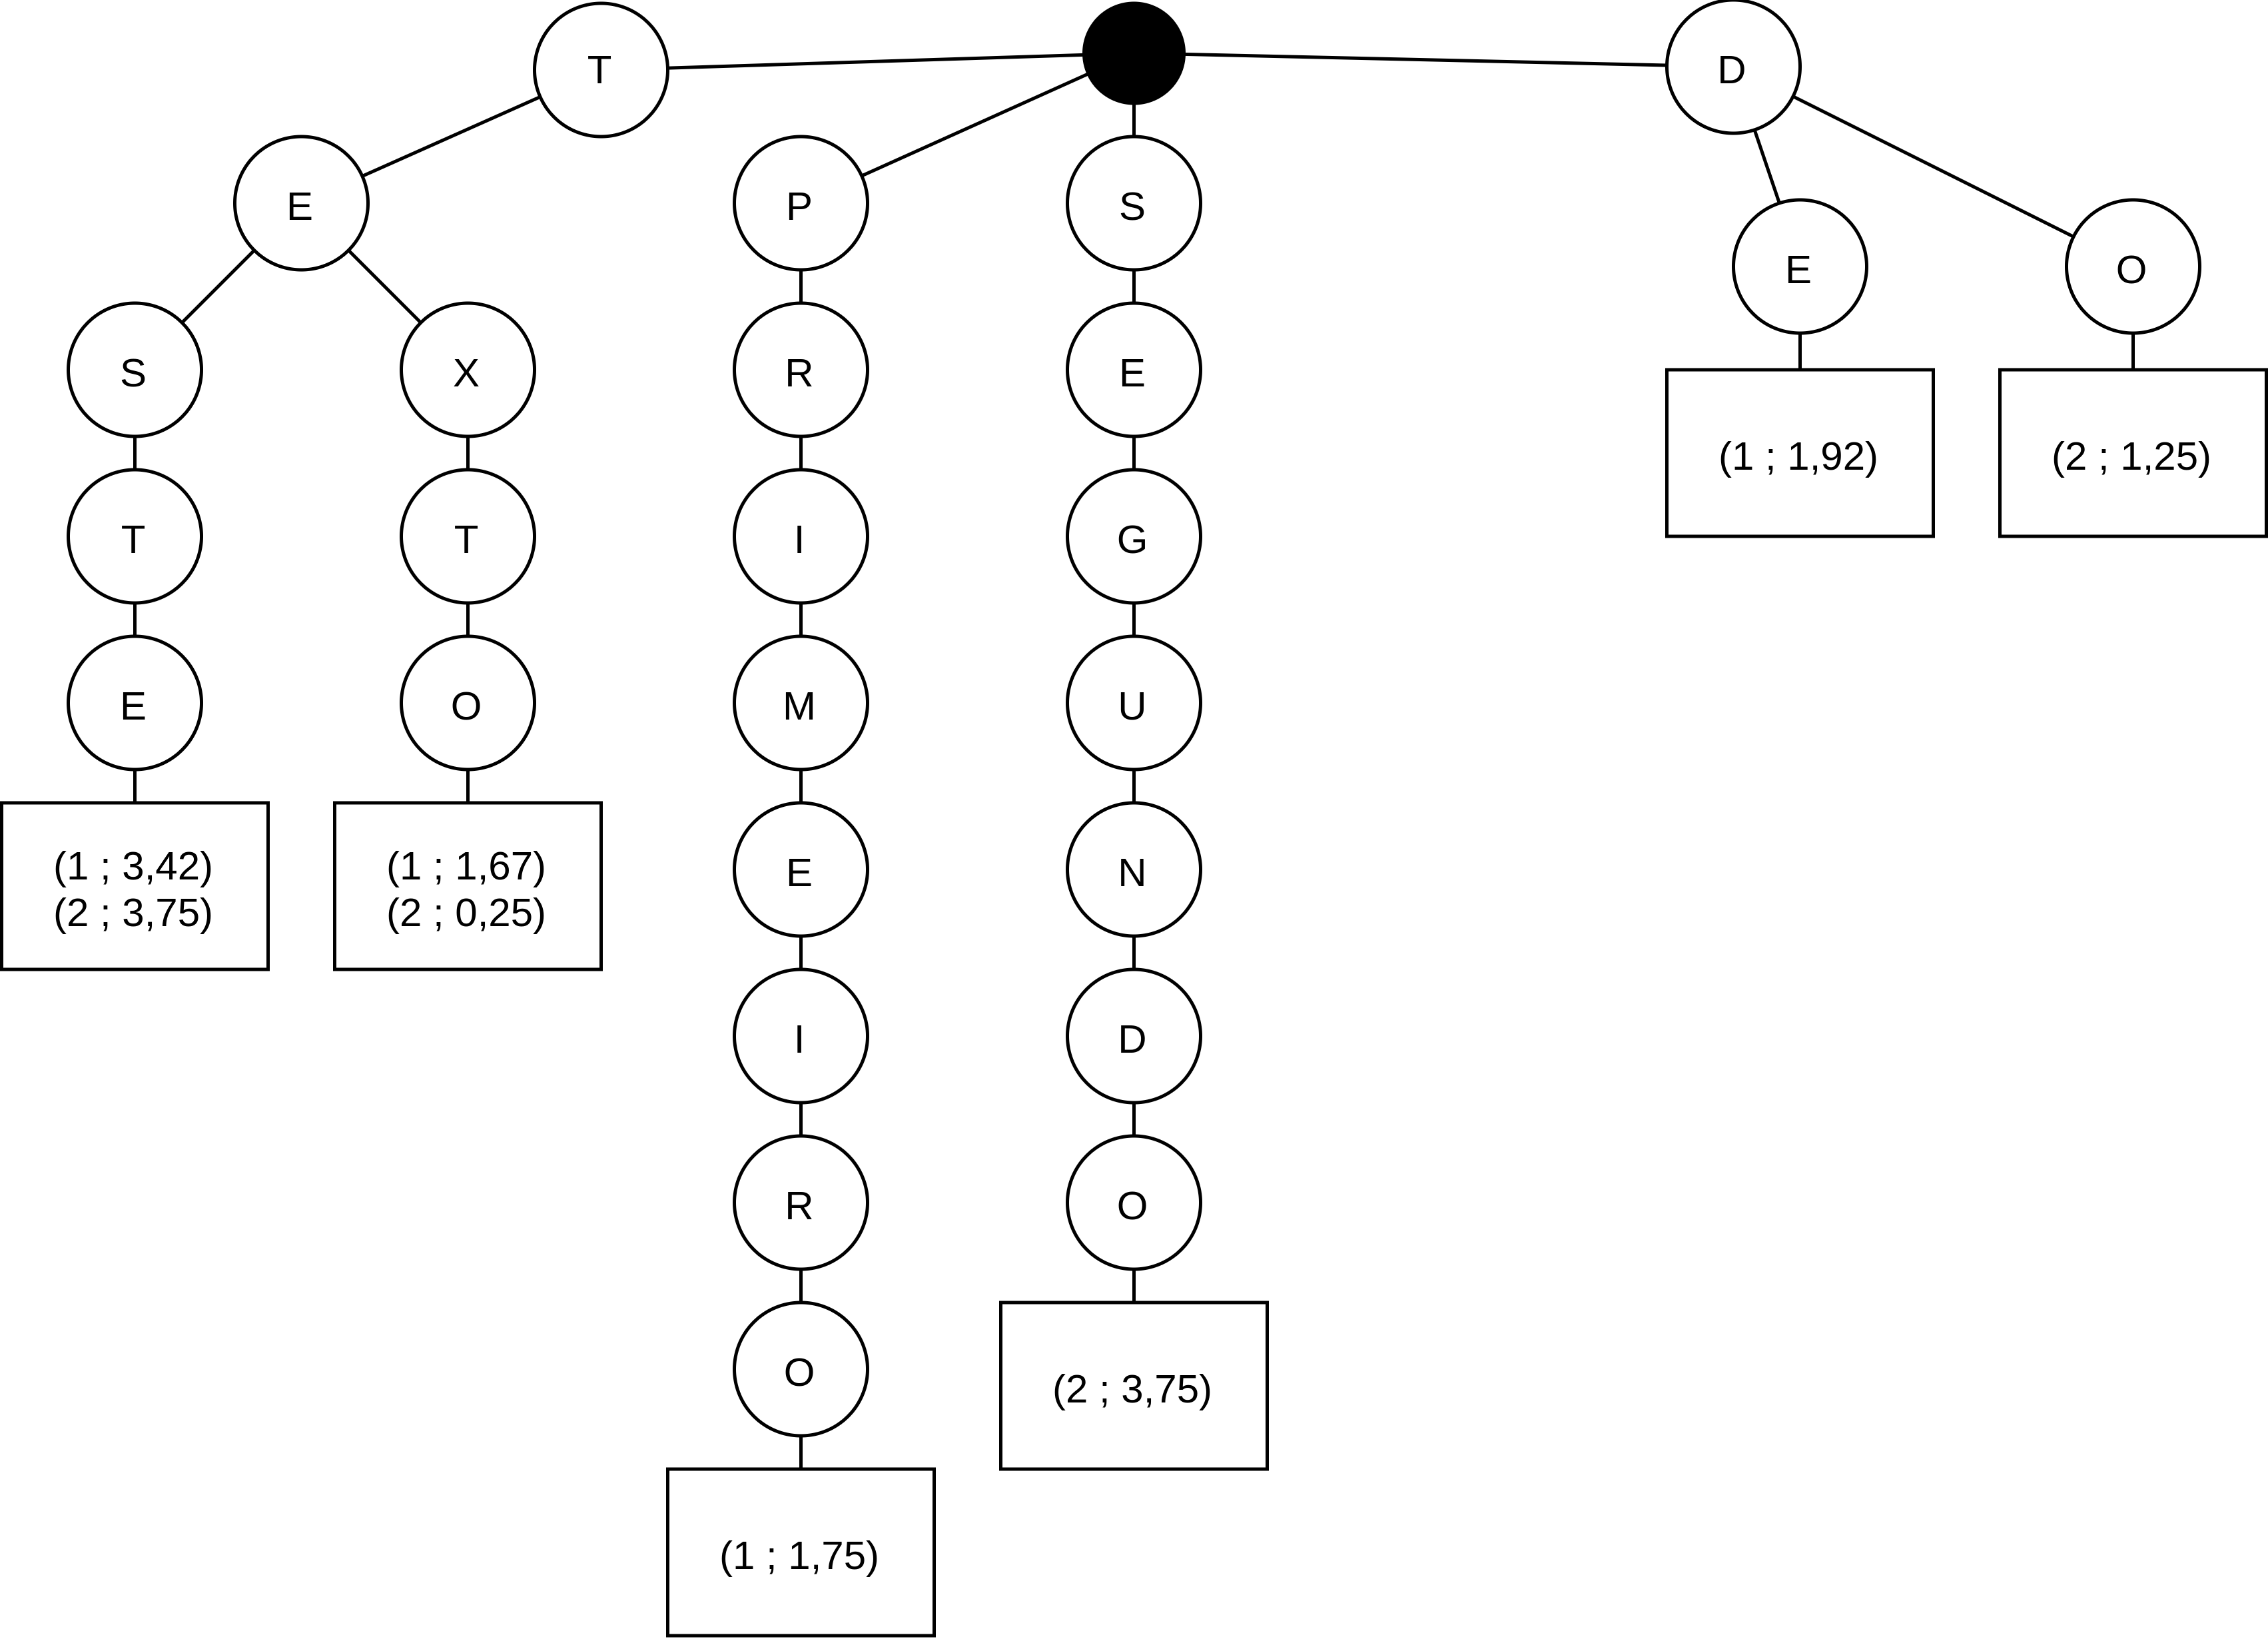 T
D
E
P
S
E
O
S
X
R
E
(1 ; 1,92)
(2 ; 1,25)
T
T
I
G
E
O
M
U
(1 ; 3,42)
(2 ; 3,75)
(1 ; 1,67)
(2 ; 0,25)
E
N
I
D
R
O
O
(2 ; 3,75)
(1 ; 1,75)